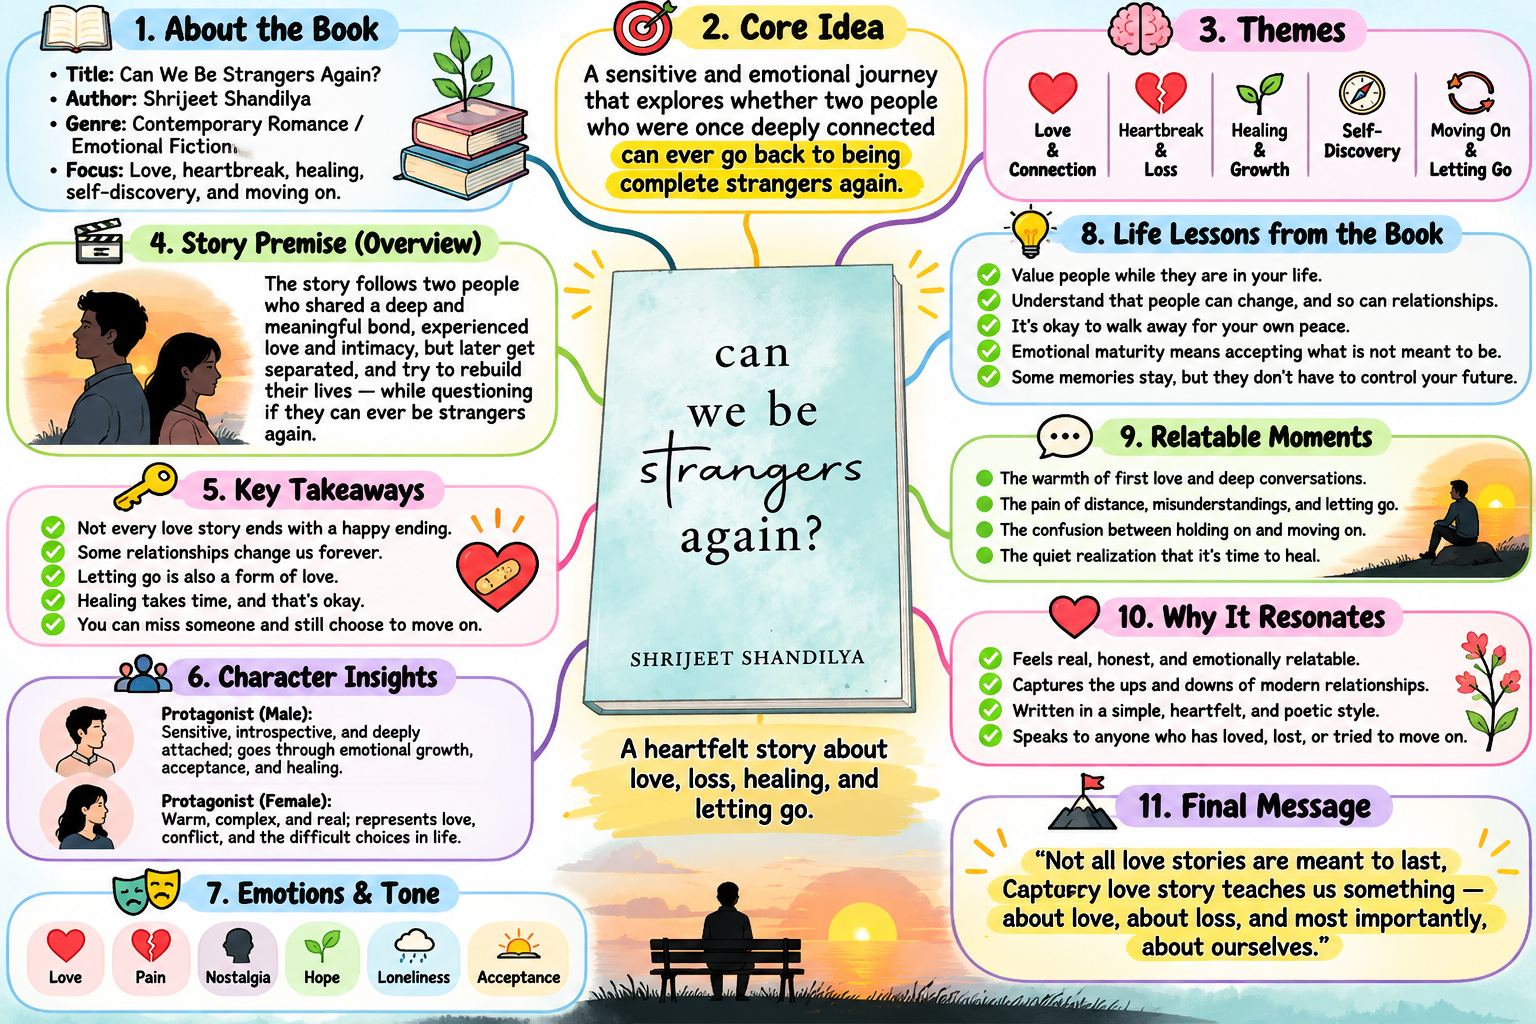 1. About the Book
• Title: Can We Be Strangers Again?
• Author: Shrijeet Shandilya
• Genre: Contemporary Romance /
Emotional Fiction
• Focus: Love, heartbreak, healing,
self-discovery, and moving on.
2. Core Idea
A sensitive and emotional journey
that explores whether two people
who were once deeply connected
can ever go back to being
complete strangers again.
3. Themes
Love
&
Connection
Heartbreak
&
Loss
Healing
&
Growth
Self-
Discovery
Moving On
&
Letting Go
4. Story Premise (Overview)
The story follows two people
who shared a deep and
meaningful bond, experienced
love and intimacy, but later get
separated, and try to rebuild
their lives — while questioning
if they can ever be strangers
again.
5. Key Takeaways
Not every love story ends with a happy ending.
Some relationships change us forever.
Letting go is also a form of love.
Healing takes time, and that's okay.
You can miss someone and still choose to move on.
6. Character Insights
Protagonist (Male):
Sensitive, introspective, and deeply
attached; goes through emotional growth,
acceptance, and healing.
Protagonist (Female):
Warm, complex, and real; represents love,
conflict, and the difficult choices in life.
7. Emotions & Tone
Love
Pain
Nostalgia
Hope
Loneliness
Acceptance
can
we be
strangers
again?
SHRIJEET SHANDILYA
A heartfelt story about
love, loss, healing, and
letting go.
8. Life Lessons from the Book
Value people while they are in your life.
Understand that people can change, and so can relationships.
It's okay to walk away for your own peace.
Emotional maturity means accepting what is not meant to be.
Some memories stay, but they don't have to control your future.
9. Relatable Moments
The warmth of first love and deep conversations.
The pain of distance, misunderstandings, and letting go.
The confusion between holding on and moving on.
The quiet realization that it's time to heal.
10. Why It Resonates
Feels real, honest, and emotionally relatable.
Captures the ups and downs of modern relationships.
Written in a simple, heartfelt, and poetic style.
Speaks to anyone who has loved, lost, or tried to move on.
11. Final Message
“Not all love stories are meant to last,
love story teaches us something —
about love, about loss, and most importantly,
about ourselves.”